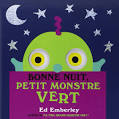 BONNE NUIT,
PETIT MONSTRE
VERT
Ed Emberley